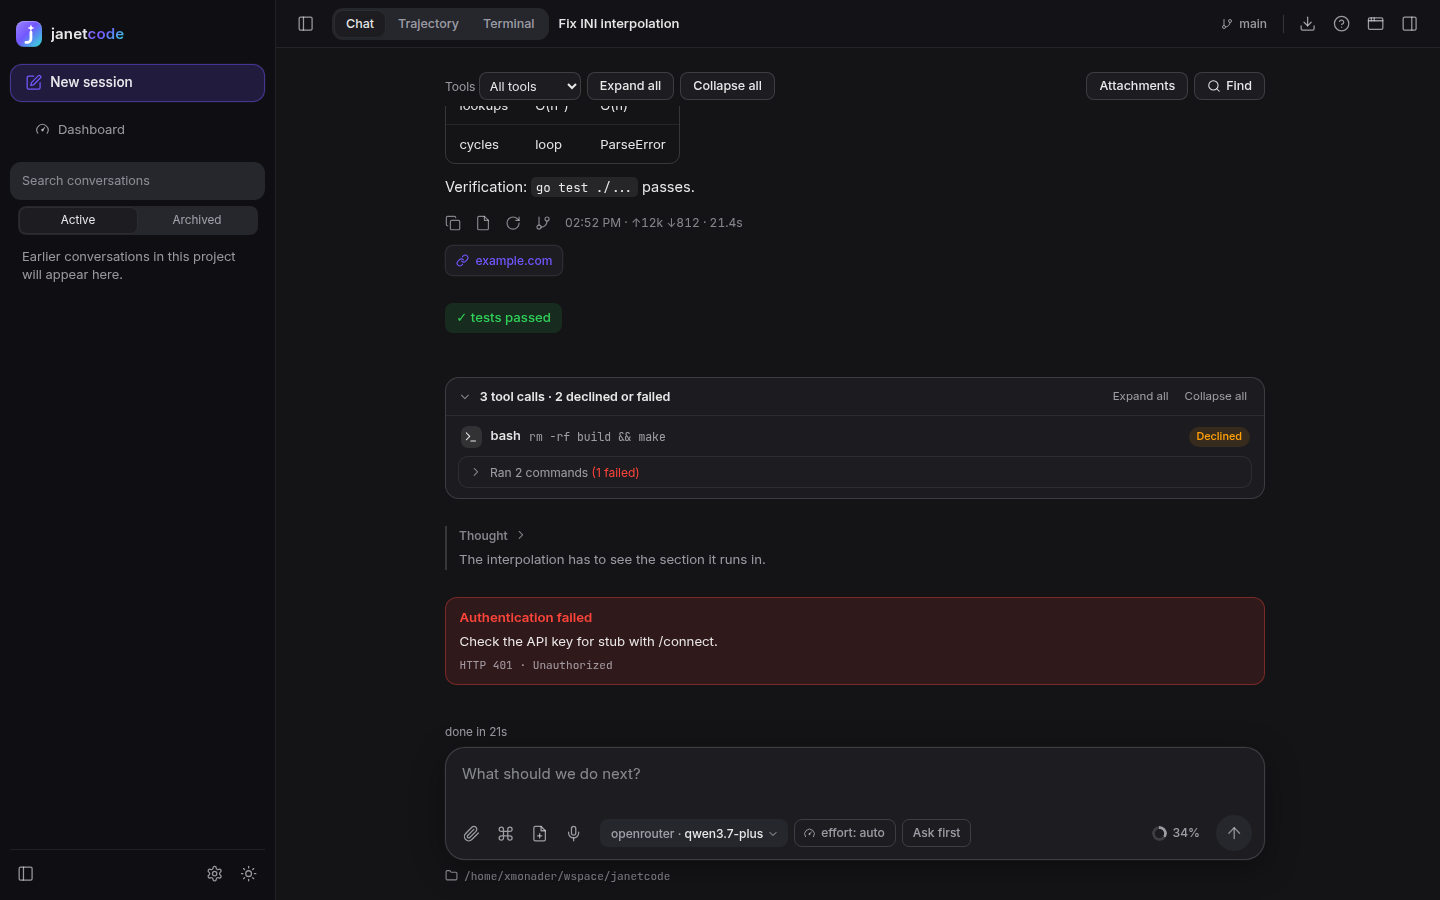 janetcode
New session
Dashboard
Search conversations
Active
Archived
Earlier conversations in this project
will appear here.
Chat
Trajectory
Terminal
Fix INI interpolation
main
Tools
All tools
Expand all
Collapse all
Attachments
Find
cycles loop ParseError
Verification: go test ./... passes.
02:52 PM · ↑12k ↓812 · 21.4s
example.com
✓ tests passed
3 tool calls · 2 declined or failed
Expand all
Collapse all
bash rm -rf build && make
Declined
Ran 2 commands (1 failed)
Thought
The interpolation has to see the section it runs in.
Authentication failed
Check the API key for stub with /connect.
HTTP 401 · Unauthorized
done in 21s
What should we do next?
openrouter · qwen3.7-plus
effort: auto
Ask first
34%
/home/xmonader/wspace/janetcode